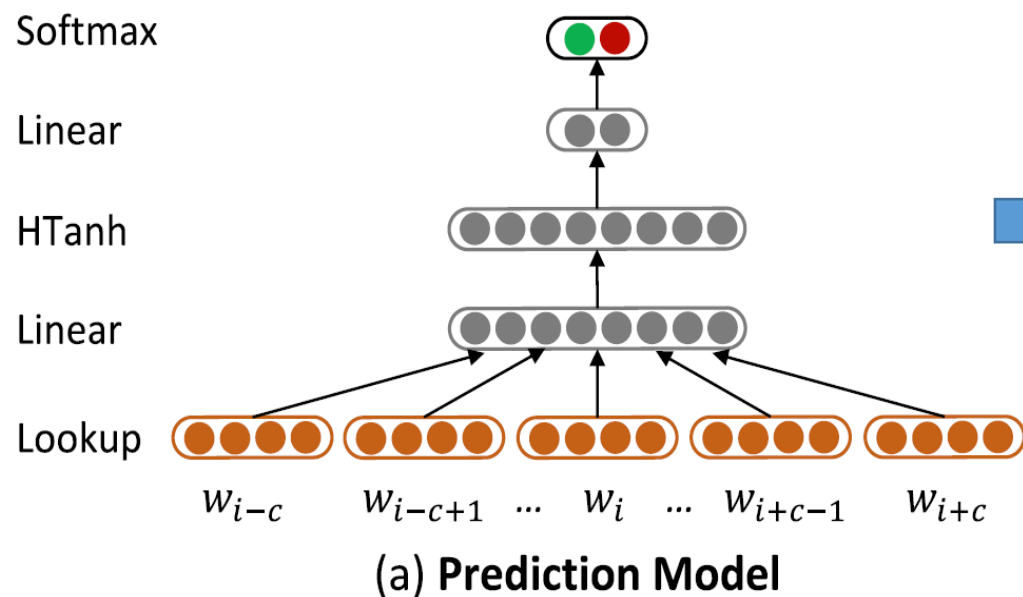 Softmax
Linear
HTanh
Linear
Lookup
w_{i-c} w_{i-c+1} ... w_i ... w_{i+c-1} w_{i+c}
(a) Prediction Model